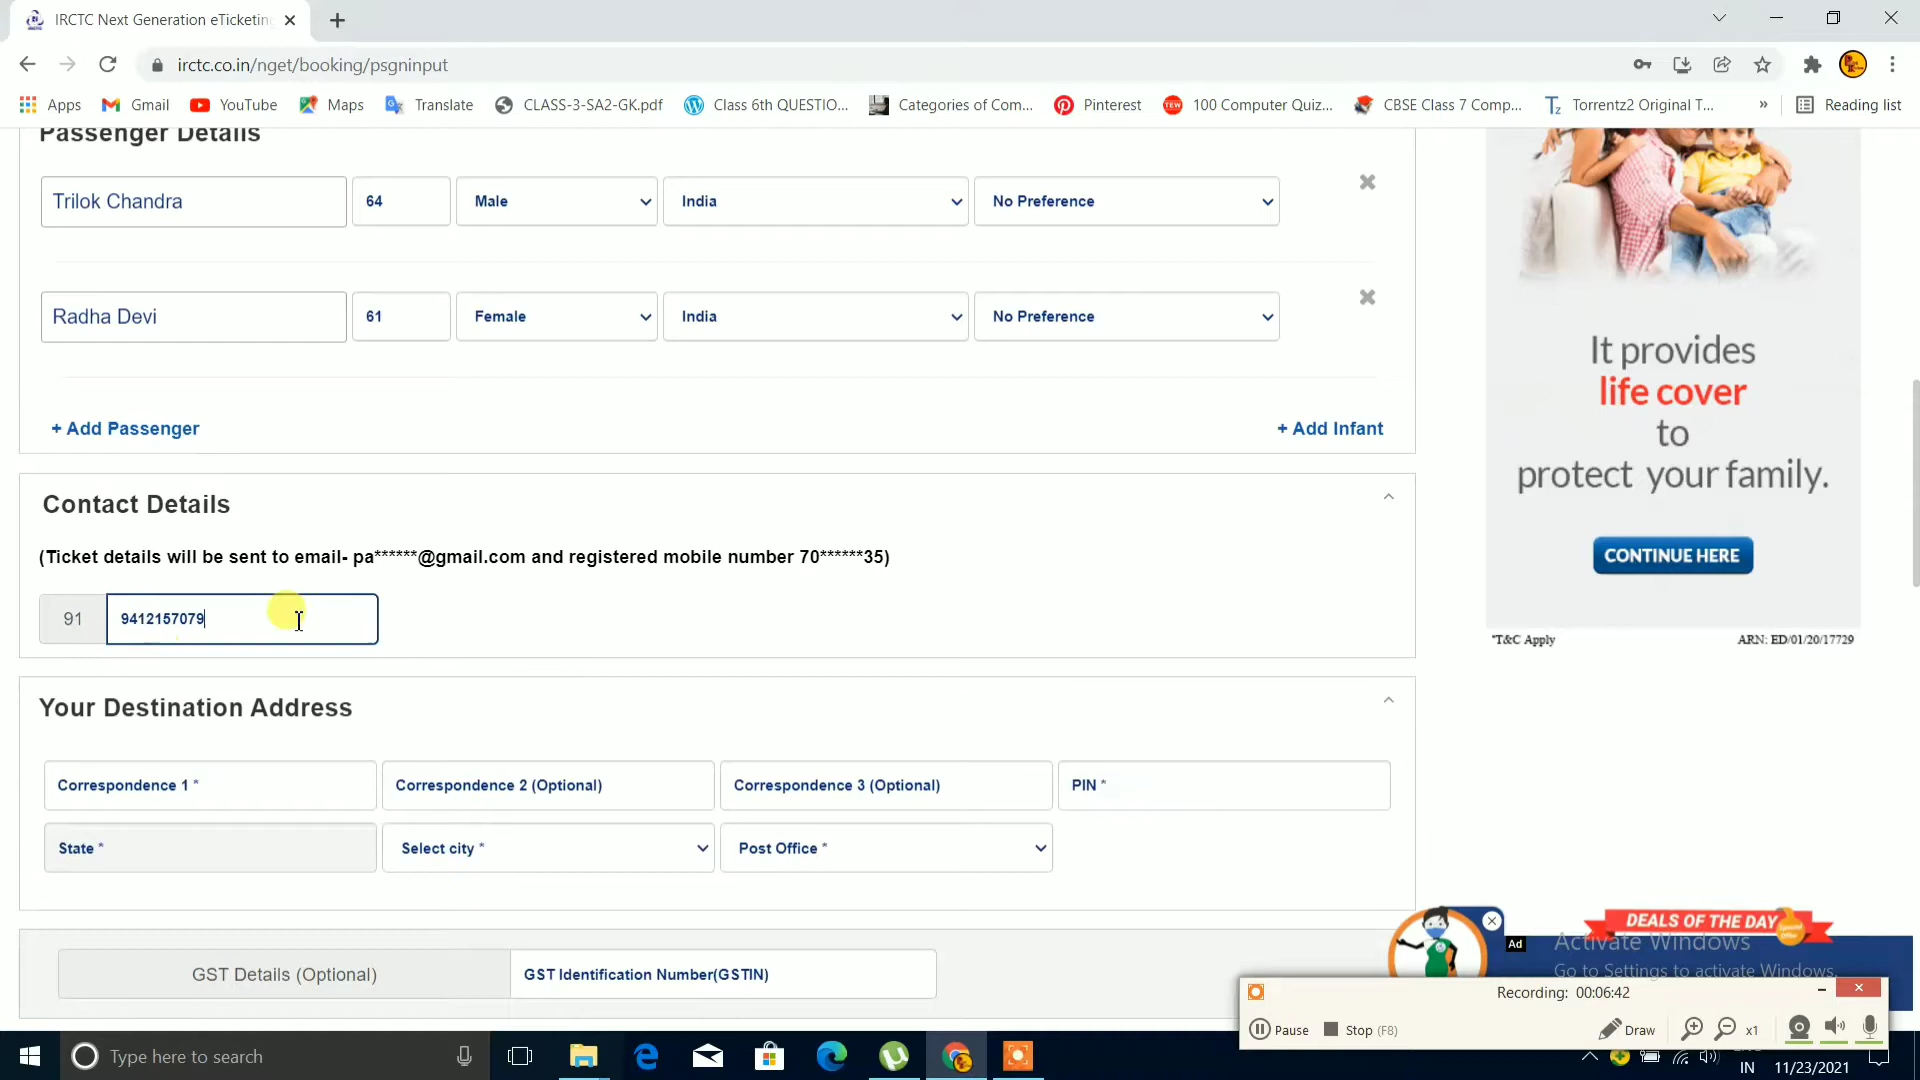 IRCTC Next Generation eTicketing
irctc.co.in/nget/booking/psgninput
Apps Gmail YouTube Maps Translate CLASS-3-SA2-GK.pdf Class 6th QUESTIO... Categories of Com... Pinterest 100 Computer Quiz... CBSE Class 7 Comp... Torrentz2 Original T... » Reading list
Passenger Details
Trilok Chandra 64 Male India No Preference
Radha Devi 61 Female India No Preference
+ Add Passenger + Add Infant
Contact Details
(Ticket details will be sent to email- pa******@gmail.com and registered mobile number 70******35)
91 9412157079
Your Destination Address
Correspondence 1 * Correspondence 2 (Optional) Correspondence 3 (Optional) PIN *
State * Select city * Post Office *
GST Details (Optional) GST Identification Number(GSTIN)
It provides
life cover
to
protect your family.
CONTINUE HERE
*T&C Apply ARN: ED/01/20/17729
DEALS OF THE DAY
Ad
Activate Windows
Go to Settings to activate Windows.
Recording: 00:06:42
Pause Stop (F8) Draw x1
Type here to search
IN 11/23/2021